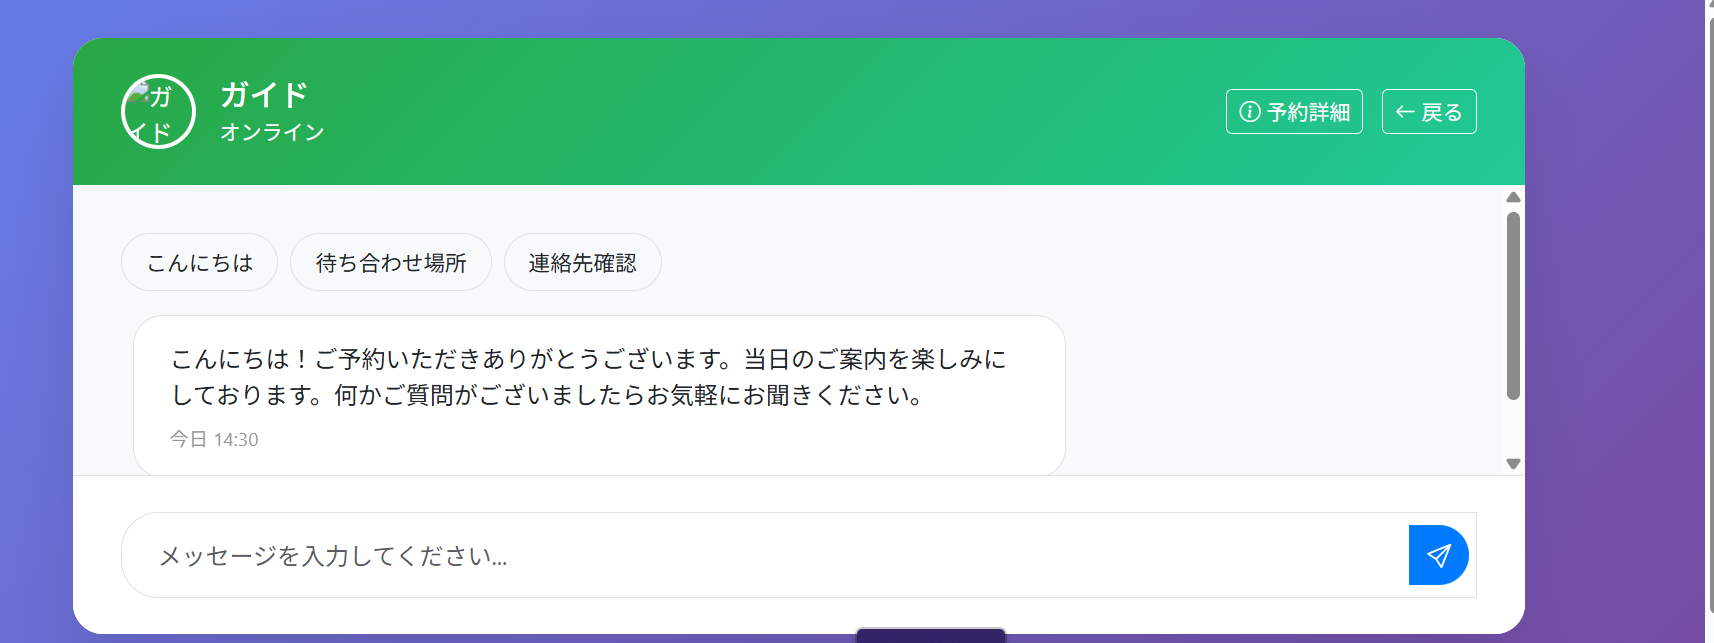 ガイド
ガイド
オンライン
予約詳細
← 戻る
こんにちは
待ち合わせ場所
連絡先確認
こんにちは！ご予約いただきありがとうございます。当日のご案内を楽しみに
しております。何かご質問がございましたらお気軽にお聞きください。
今日 14:30
メッセージを入力してください...